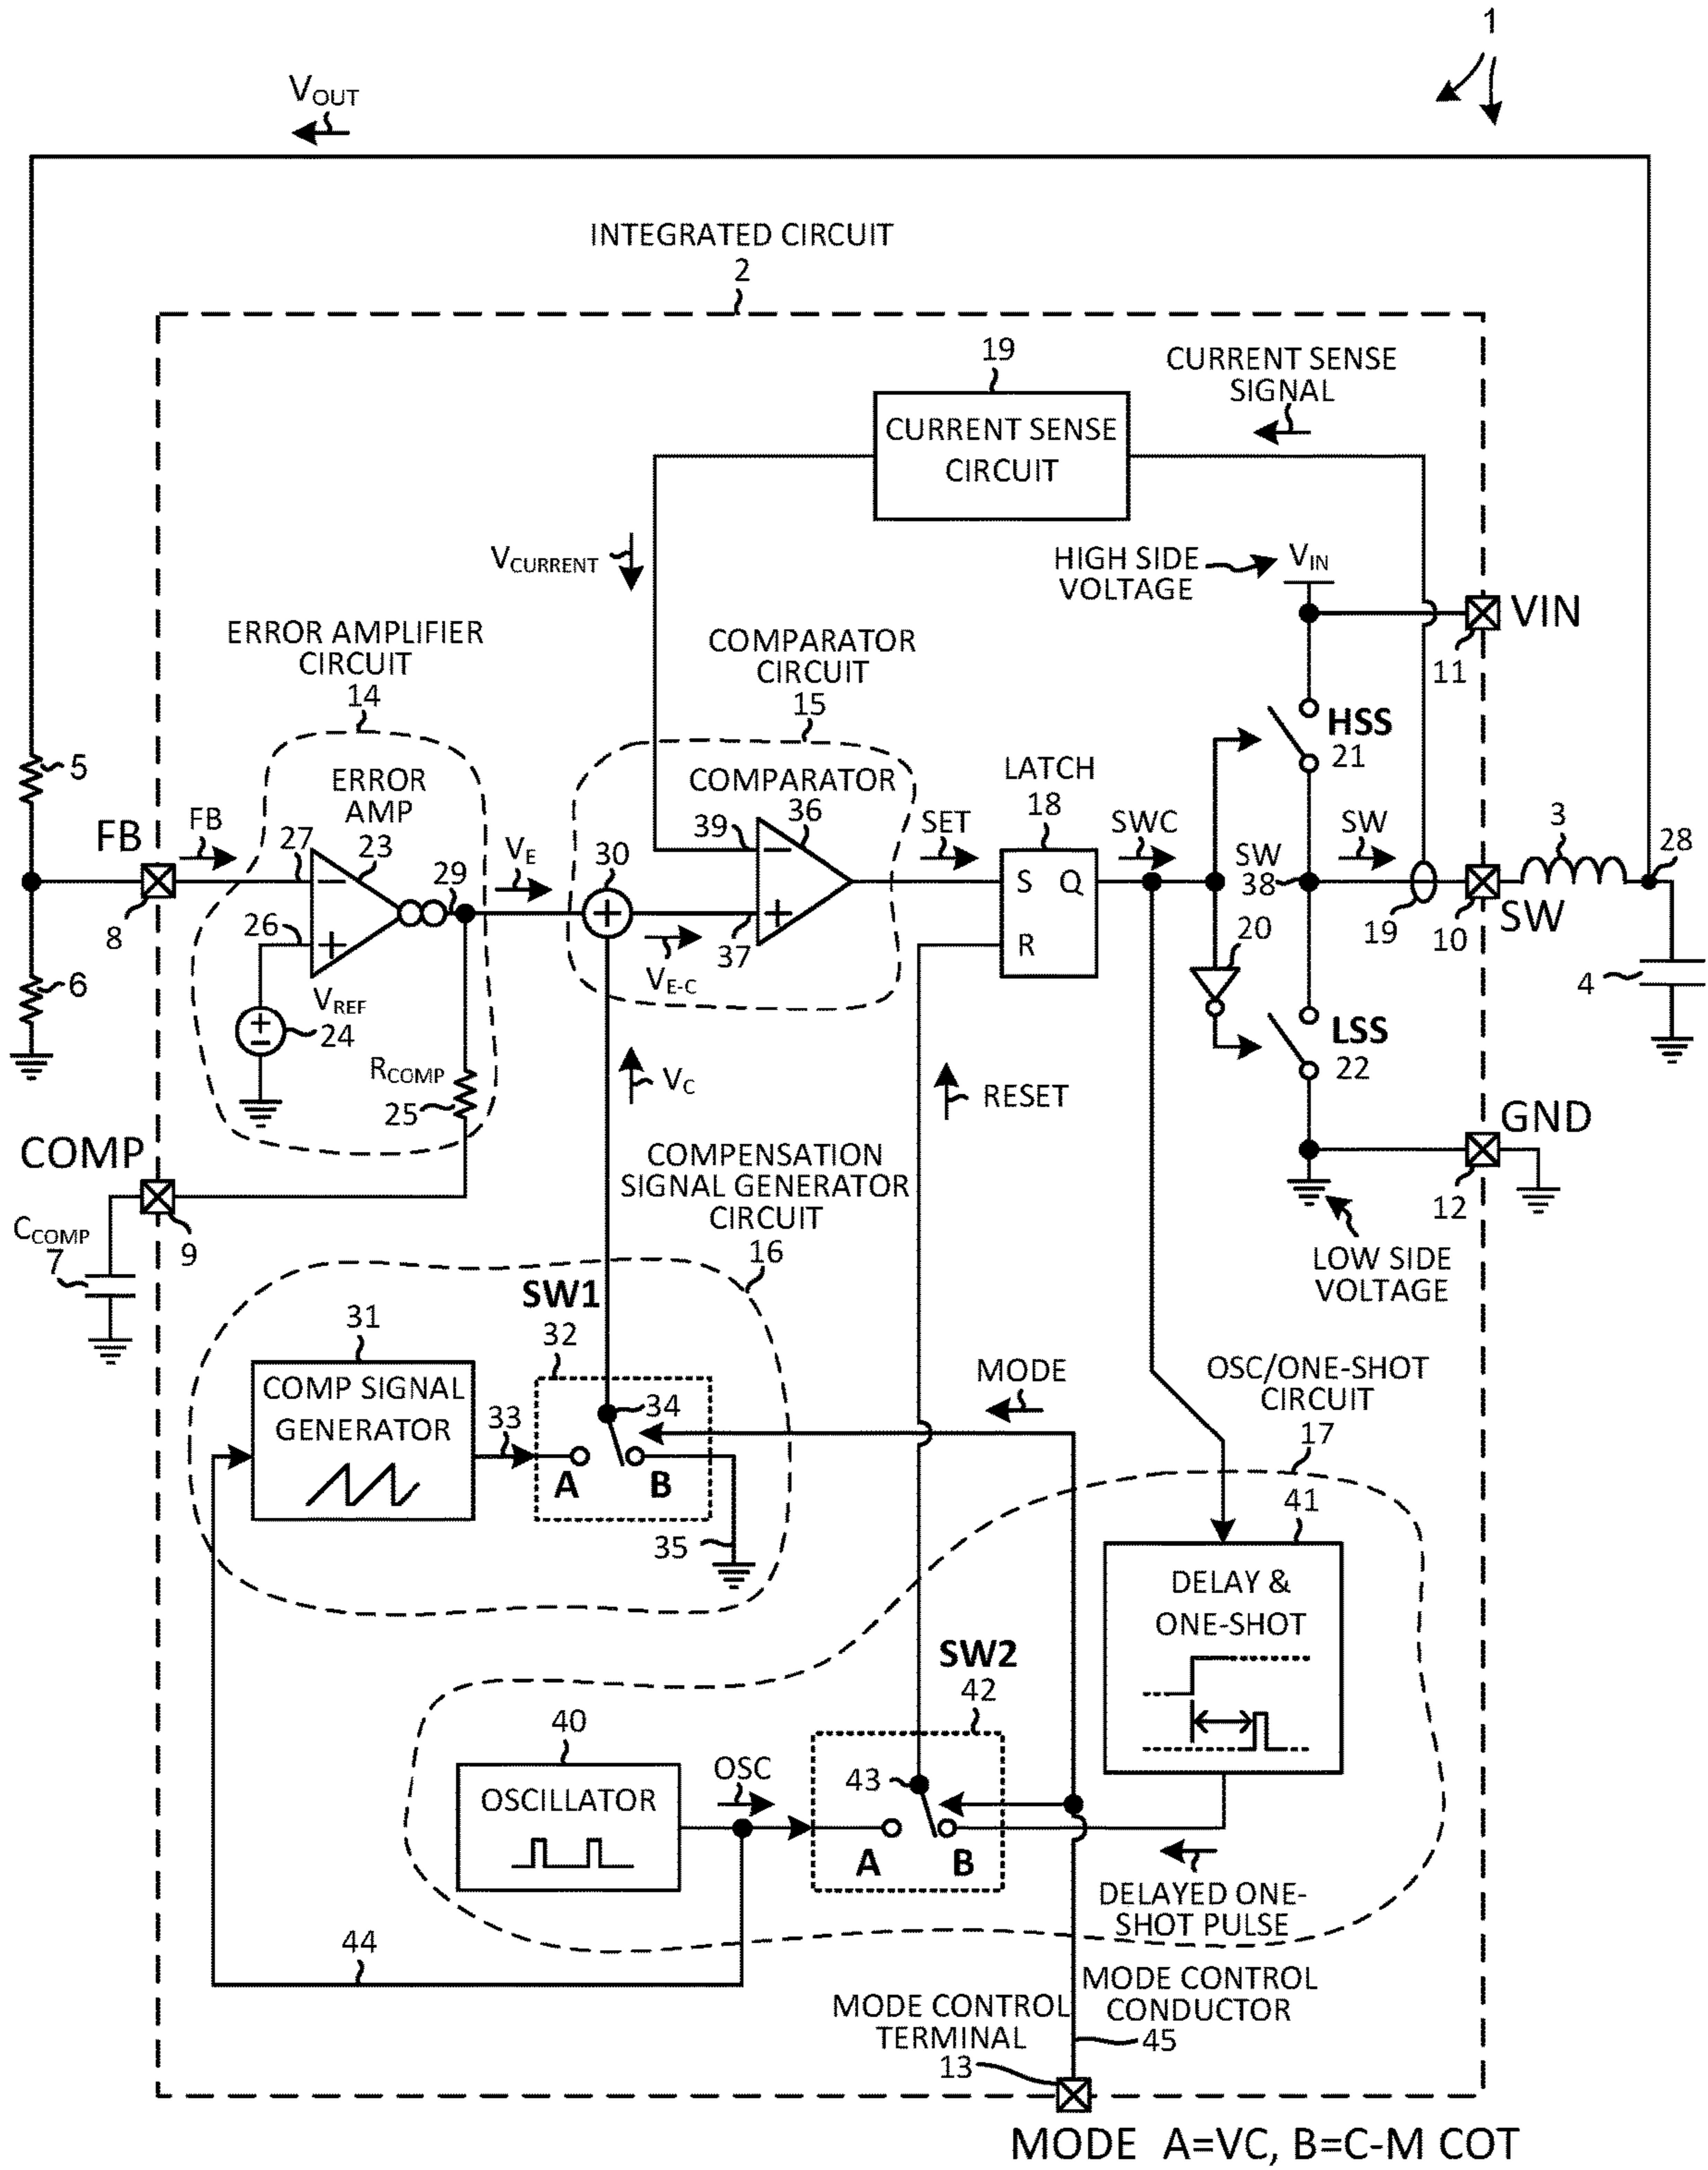 1
VOUT
INTEGRATED CIRCUIT
2
19
CURRENT SENSE
SIGNAL
CURRENT SENSE
CIRCUIT
VCURRENT
HIGH SIDE
VOLTAGE
VIN
VIN
11
ERROR AMPLIFIER
CIRCUIT
14
COMPARATOR
CIRCUIT
15
HSS
21
5
ERROR
AMP
23
COMPARATOR
36
LATCH
18
FB
FB
27
39
SET
SWC
SW
3
VE
30
SW
38
28
29
S Q
8
26
37
R
20
19
10
SW
VE-C
6
4
VREF
24
LSS
22
RCOMP
25
VC
RESET
GND
COMP
COMPENSATION
SIGNAL GENERATOR
CIRCUIT
16
12
CCOMP
7
9
LOW SIDE
VOLTAGE
SW1
32
31
MODE
OSC/ONE-SHOT
CIRCUIT
17
COMP SIGNAL
GENERATOR
33
34
A
B
41
35
DELAY &
ONE-SHOT
SW2
42
40
OSC
43
OSCILLATOR
A
B
DELAYED ONE-
SHOT PULSE
44
MODE CONTROL
CONDUCTOR
45
MODE CONTROL
TERMINAL
13
MODE A=VC, B=C-M COT